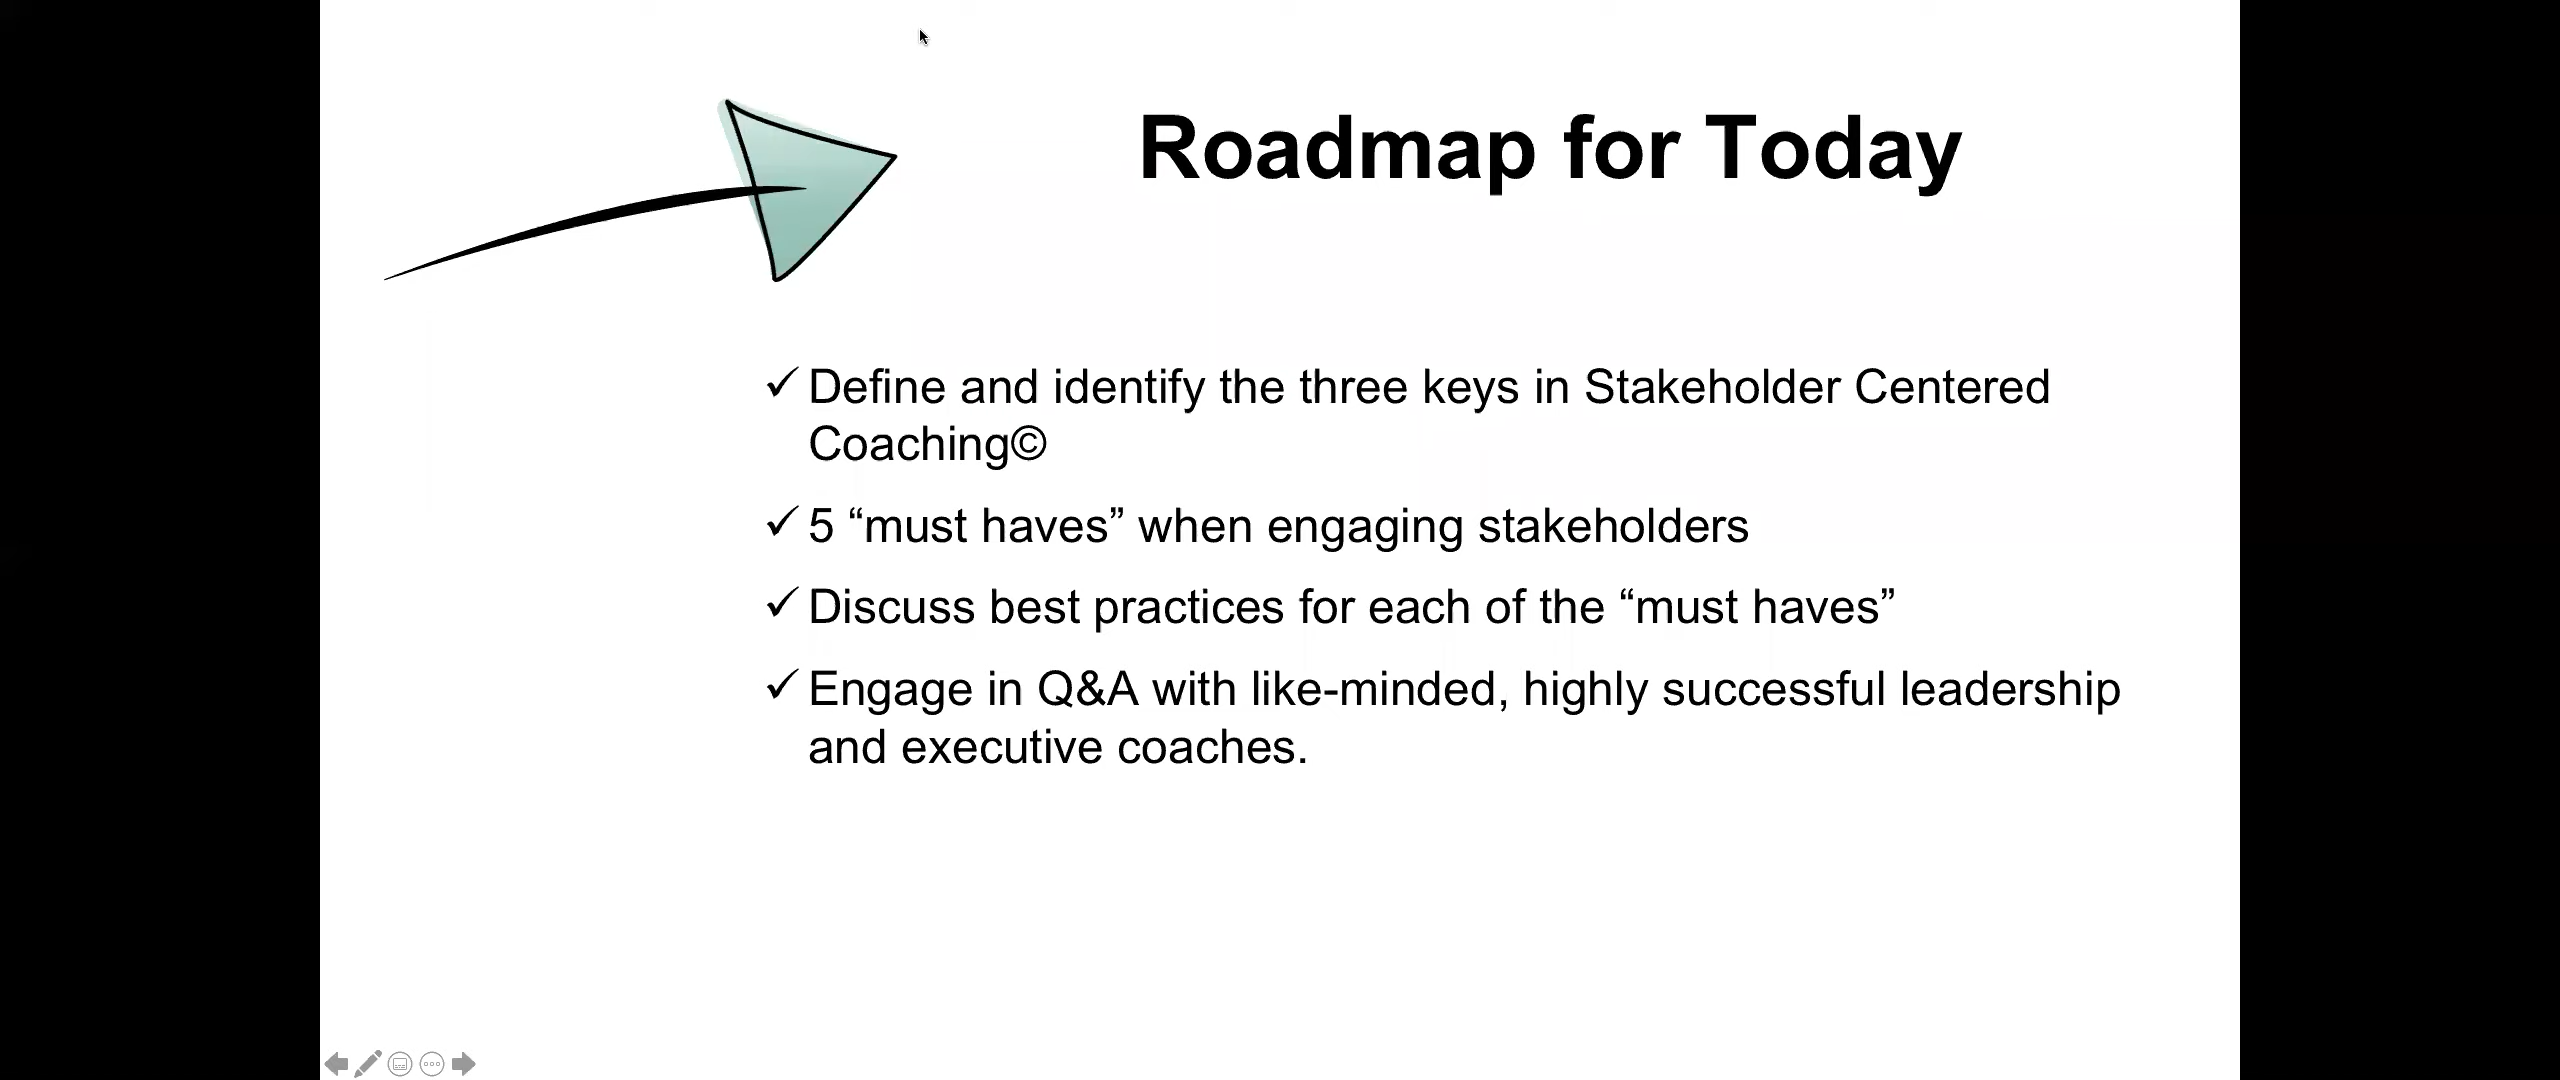 Roadmap for Today
✓ Define and identify the three keys in Stakeholder Centered
Coaching©
✓ 5 “must haves” when engaging stakeholders
✓ Discuss best practices for each of the “must haves”
✓ Engage in Q&A with like-minded, highly successful leadership
and executive coaches.